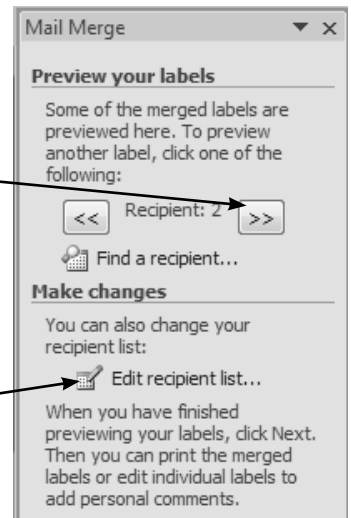 Mail Merge
Preview your labels
Some of the merged labels are
previewed here. To preview
another label, click one of the
following:
<< Recipient: 2 >>
Find a recipient...
Make changes
You can also change your
recipient list:
Edit recipient list...
When you have finished
previewing your labels, click Next.
Then you can print the merged
labels or edit individual labels to
add personal comments.